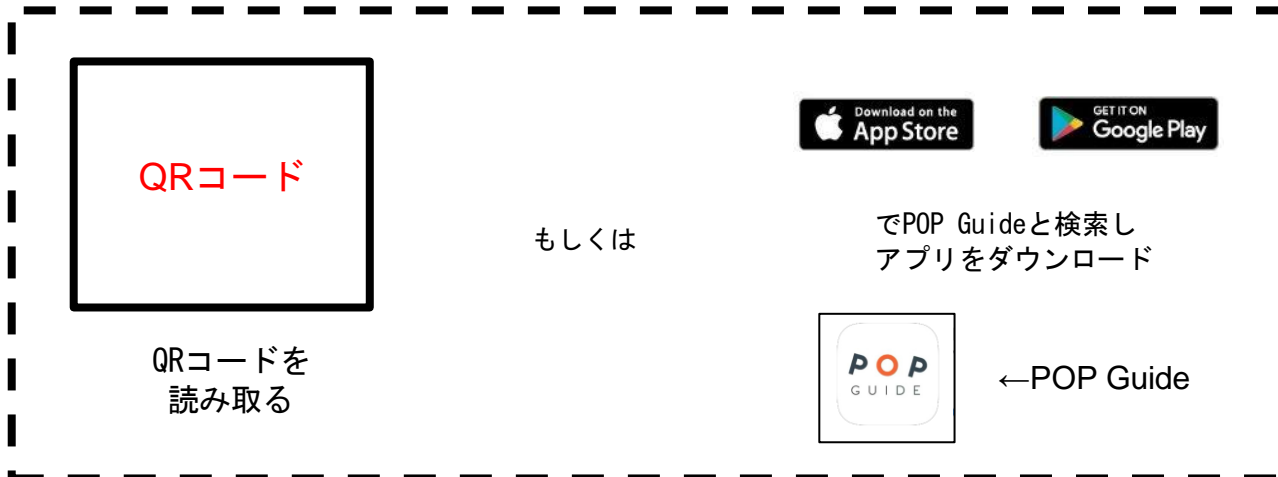 QRコード
QRコードを
読み取る
もしくは
Download on the
App Store
GET IT ON
Google Play
でPOP Guideと検索し
アプリをダウンロード
POP
GUIDE
←POP Guide